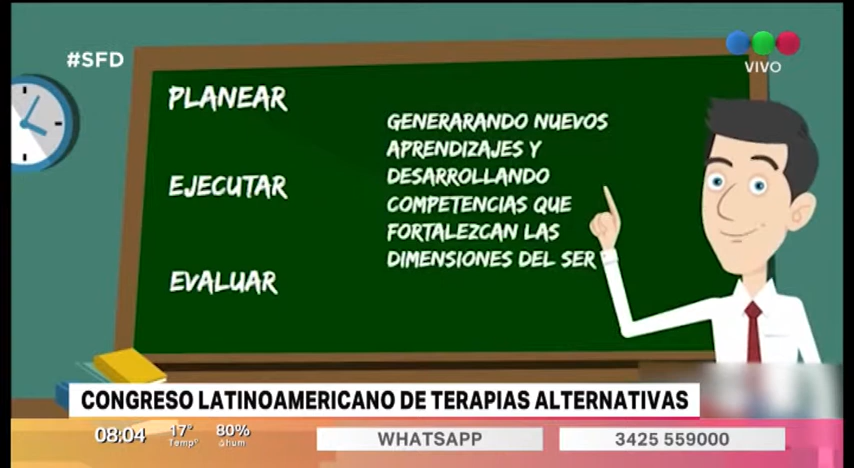 #SFD
VIVO
PLANEAR
EJECUTAR
EVALUAR
GENERARANDO NUEVOS
APRENDIZAJES Y
DESARROLLANDO
COMPETENCIAS QUE
FORTALEZCAN LAS
DIMENSIONES DEL SER
CONGRESO LATINOAMERICANO DE TERAPIAS ALTERNATIVAS
08:04
17°
Temp°
80%
hum
WHATSAPP
3425 559000